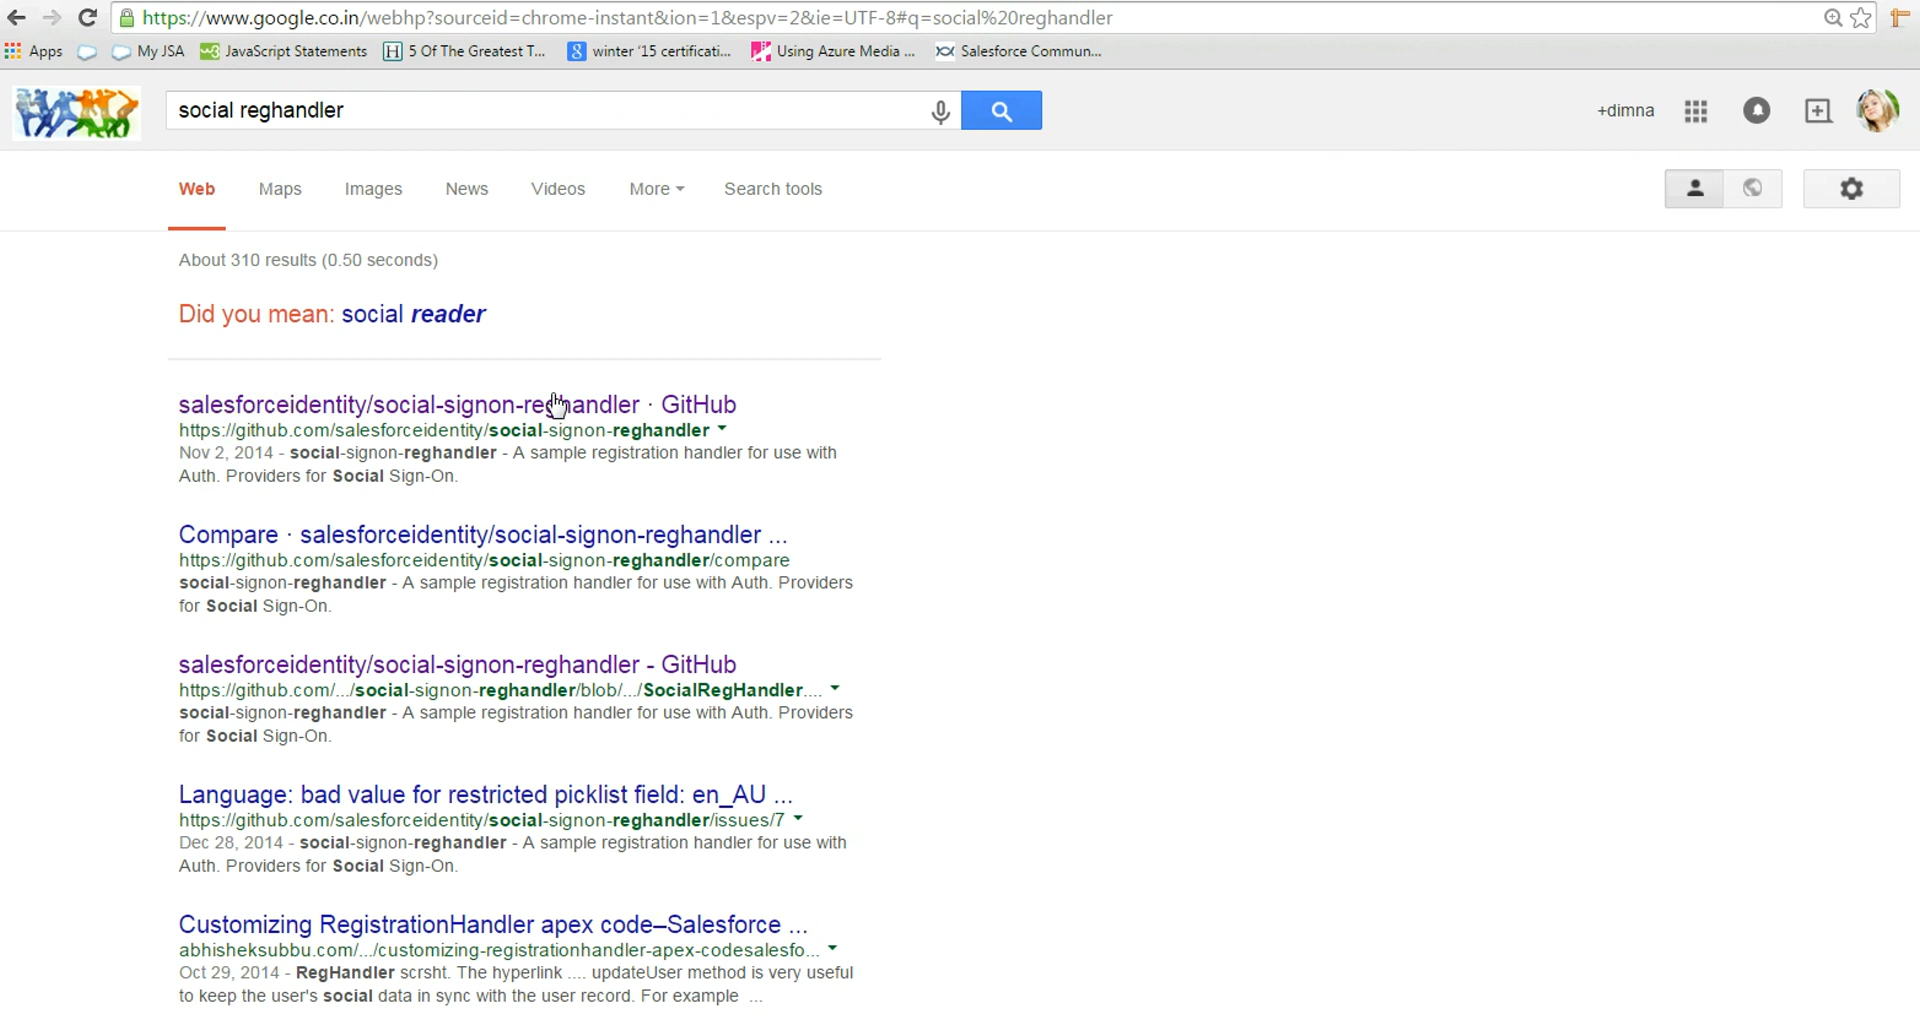 https://www.google.co.in/webhp?sourceid=chrome-instant&ion=1&espv=2&ie=UTF-8#q=social%20reghandler
Apps My JSA JavaScript Statements 5 Of The Greatest T... winter '15 certificati... Using Azure Media ... Salesforce Commun...
social reghandler
+dimna
Web Maps Images News Videos More Search tools
About 310 results (0.50 seconds)
Did you mean: social reader
salesforceidentity/social-signon-reghandler · GitHub
https://github.com/salesforceidentity/social-signon-reghandler
Nov 2, 2014 - social-signon-reghandler - A sample registration handler for use with
Auth. Providers for Social Sign-On.
Compare · salesforceidentity/social-signon-reghandler ...
https://github.com/salesforceidentity/social-signon-reghandler/compare
social-signon-reghandler - A sample registration handler for use with Auth. Providers
for Social Sign-On.
salesforceidentity/social-signon-reghandler - GitHub
https://github.com/.../social-signon-reghandler/blob/.../SocialRegHandler....
social-signon-reghandler - A sample registration handler for use with Auth. Providers
for Social Sign-On.
Language: bad value for restricted picklist field: en_AU ...
https://github.com/salesforceidentity/social-signon-reghandler/issues/7
Dec 28, 2014 - social-signon-reghandler - A sample registration handler for use with
Auth. Providers for Social Sign-On.
Customizing RegistrationHandler apex code–Salesforce ...
abhisheksubbu.com/.../customizing-registrationhandler-apex-codesalesfo...
Oct 29, 2014 - RegHandler scrsht. The hyperlink .... updateUser method is very useful
to keep the user's social data in sync with the user record. For example ...